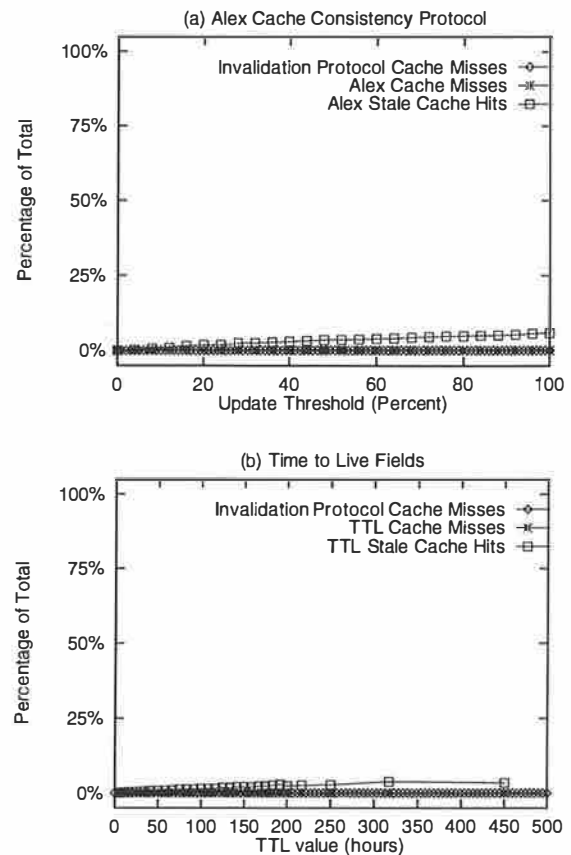 (a) Alex Cache Consistency Protocol
100%
Invalidation Protocol Cache Misses
Alex Cache Misses
75%
Alex Stale Cache Hits
Percentage of Total
50%
25%
0%
0 20 40 60 80 100
Update Threshold (Percent)
(b) Time to Live Fields
100%
Invalidation Protocol Cache Misses
TTL Cache Misses
75%
TTL Stale Cache Hits
Percentage of Total
50%
25%
0%
0 50 100 150 200 250 300 350 400 450 500
TTL value (hours)